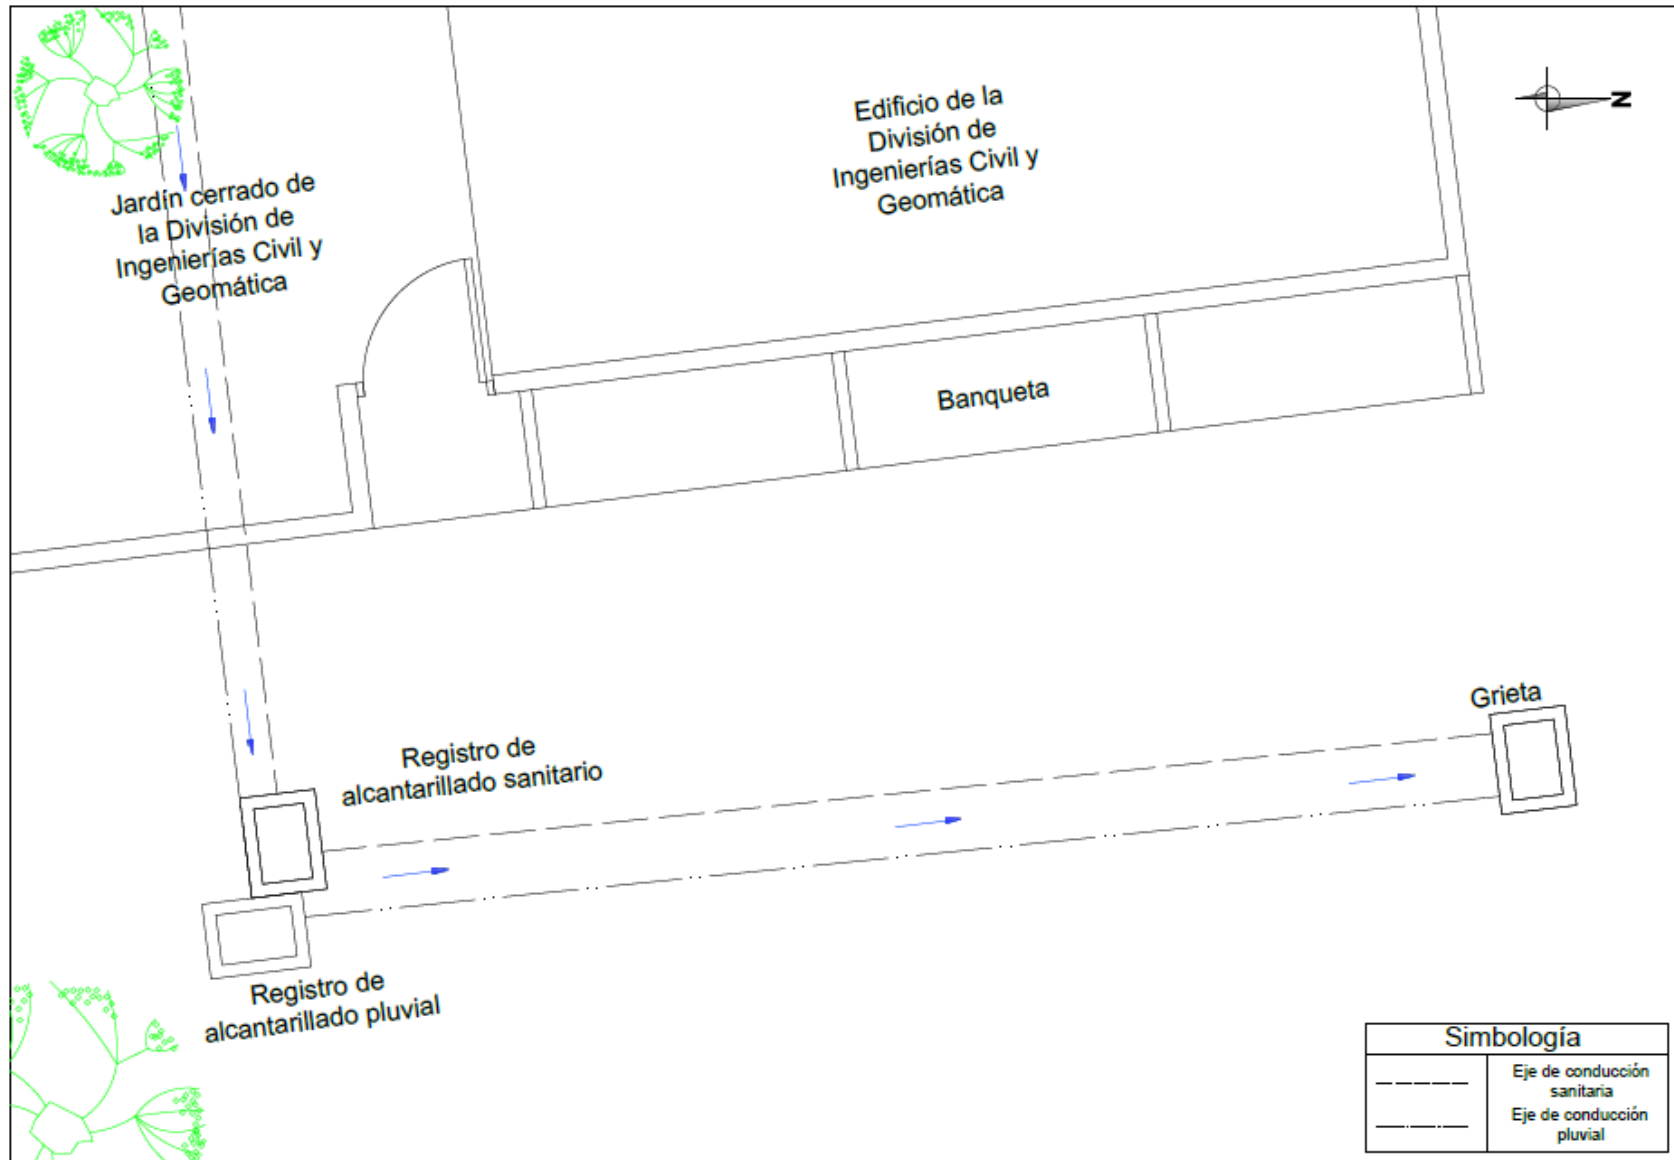 Edificio de la
División de
Ingenierías Civil y
Geomática
N
Jardín cerrado de
la División de
Ingenierías Civil y
Geomática
Banqueta
Grieta
Registro de
alcantarillado sanitario
Registro de
alcantarillado pluvial
Simbología
Eje de conducción
sanitaria
Eje de conducción
pluvial